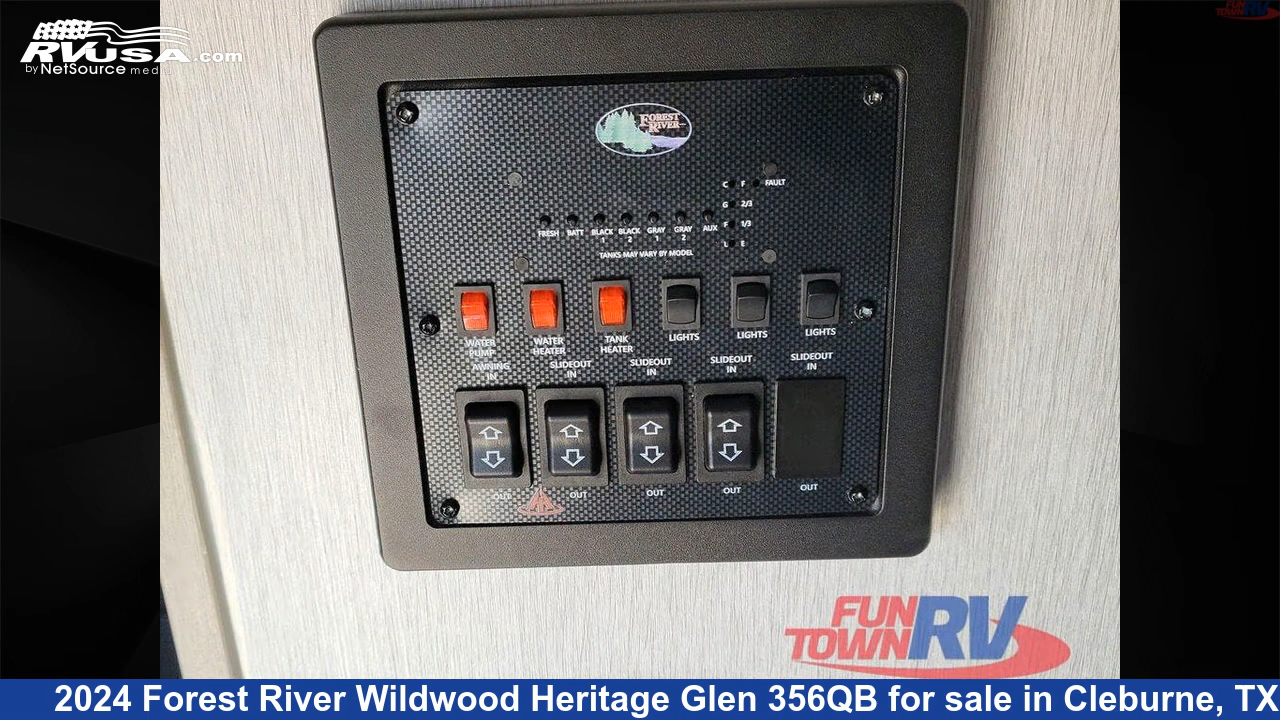 RVUSA.com
by NetSource media
FUN TOWN RV
FOREST RIVER
C F FAULT
G 2/3
F 1/3
L E
FRESH BATT BLACK 1 BLACK 2 GRAY 1 GRAY 2 AUX
TANKS MAY VARY BY MODEL
WATER PUMP WATER HEATER TANK HEATER LIGHTS LIGHTS LIGHTS
AWNING IN SLIDEOUT IN SLIDEOUT IN SLIDEOUT IN SLIDEOUT IN
OUT OUT OUT OUT OUT
FUN TOWN RV
2024 Forest River Wildwood Heritage Glen 356QB for sale in Cleburne, TX